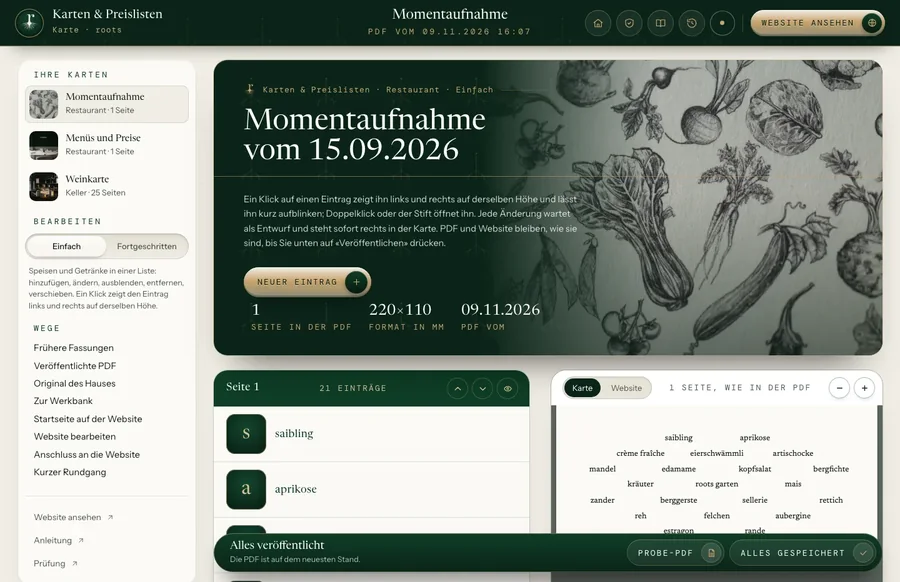 Karten & Preislisten
Karte · roots
Momentaufnahme
PDF VOM 09.11.2026 16:07
WEBSITE ANSEHEN
IHRE KARTEN
Momentaufnahme
Restaurant · 1 Seite
Menüs und Preise
Restaurant · 1 Seite
Weinkarte
Keller · 25 Seiten
BEARBEITEN
Einfach
Fortgeschritten
Speisen und Getränke in einer Liste:
hinzufügen, ändern, ausblenden, entfernen,
verschieben. Ein Klick zeigt den Eintrag
links und rechts auf derselben Höhe.
WEGE
Frühere Fassungen
Veröffentlichte PDF
Original des Hauses
Zur Werkbank
Startseite auf der Website
Website bearbeiten
Anschluss an die Website
Kurzer Rundgang
Website ansehen ↗
Anleitung ↗
Prüfung ↗
r Karten & Preislisten · Restaurant · Einfach
Momentaufnahme
vom 15.09.2026
Ein Klick auf einen Eintrag zeigt ihn links und rechts auf derselben Höhe und lässt
ihn kurz aufblinken; Doppelklick oder der Stift öffnet ihn. Jede Änderung wartet
als Entwurf und steht sofort rechts in der Karte. PDF und Website bleiben, wie sie
sind, bis Sie unten auf «Veröffentlichen» drücken.
NEUER EINTRAG +
1
SEITE IN DER PDF
220×110
FORMAT IN MM
09.11.2026
PDF VOM
Seite 1
21 EINTRÄGE
s saibling
a aprikose
Karte
Website
1 SEITE, WIE IN DER PDF
− +
saibling aprikose
crème fraîche eierschwämmli artischocke
mandel edamame kopfsalat bergfichte
kräuter roots garten mais
zander berggerste sellerie rettich
reh felchen aubergine
estragon rande
Alles veröffentlicht
Die PDF ist auf dem neuesten Stand.
PROBE-PDF
ALLES GESPEICHERT